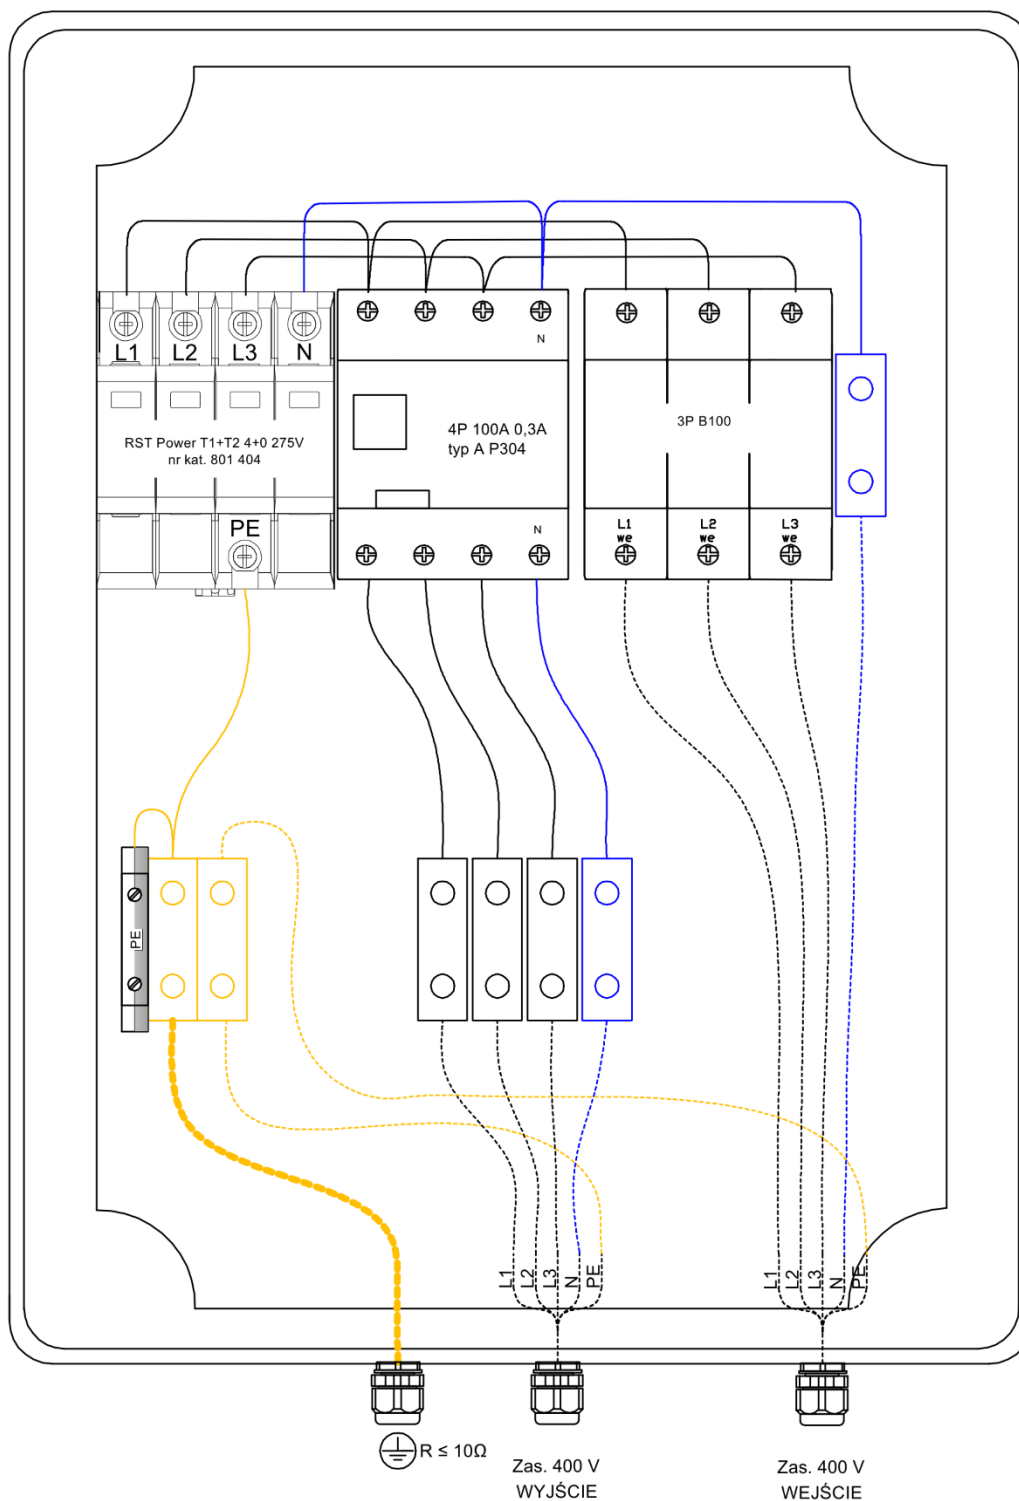 L1 L2 L3 N
N
RST Power T1+T2 4+0 275V
nr kat. 801 404
4P 100A 0,3A
typ A P304
3P B100
PE
N
L1 L2 L3
we we we
PE
L1 L2 L3 N PE
L1 L2 L3 N PE
R ≤ 10Ω
Zas. 400 V
WYJŚCIE
Zas. 400 V
WEJŚCIE